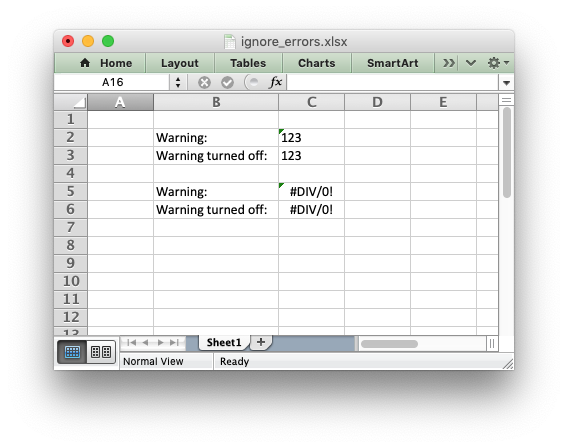 ignore_errors.xlsx
Home Layout Tables Charts SmartArt
A16 fx
A B C D E
1
2 Warning: 123
3 Warning turned off: 123
4
5 Warning: #DIV/0!
6 Warning turned off: #DIV/0!
7
8
9
10
11
12
13
Sheet1
Normal View Ready